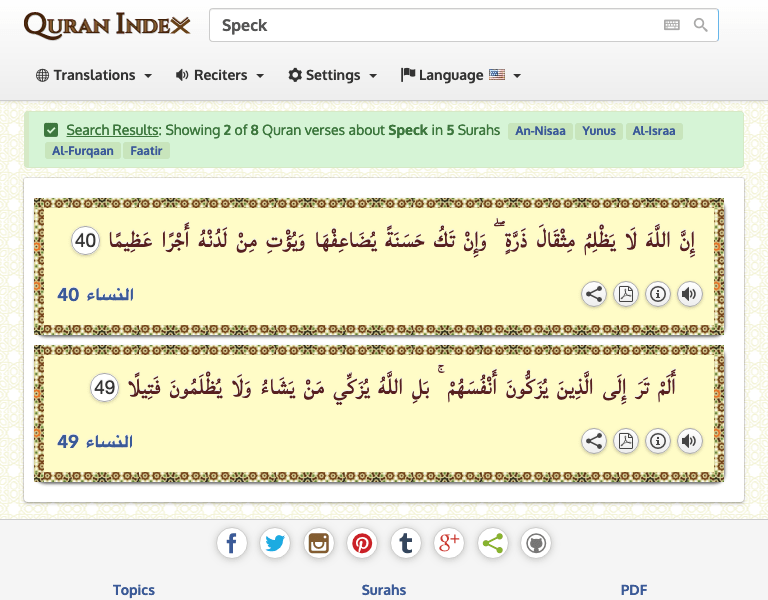 QURAN INDEX
Speck
Translations
Reciters
Settings
Language
Search Results: Showing 2 of 8 Quran verses about Speck in 5 Surahs An-Nisaa Yunus Al-Israa
Al-Furqaan Faatir
إِنَّ اللَّهَ لَا يَظْلِمُ مِثْقَالَ ذَرَّةٍ ۖ وَإِنْ تَكُ حَسَنَةً يُضَاعِفْهَا وَيُؤْتِ مِنْ لَدُنْهُ أَجْرًا عَظِيمًا 40
النساء 40
أَلَمْ تَرَ إِلَى الَّذِينَ يُزَكُّونَ أَنْفُسَهُمْ ۚ بَلِ اللَّهُ يُزَكِّي مَنْ يَشَاءُ وَلَا يُظْلَمُونَ فَتِيلًا 49
النساء 49
Topics
Surahs
PDF